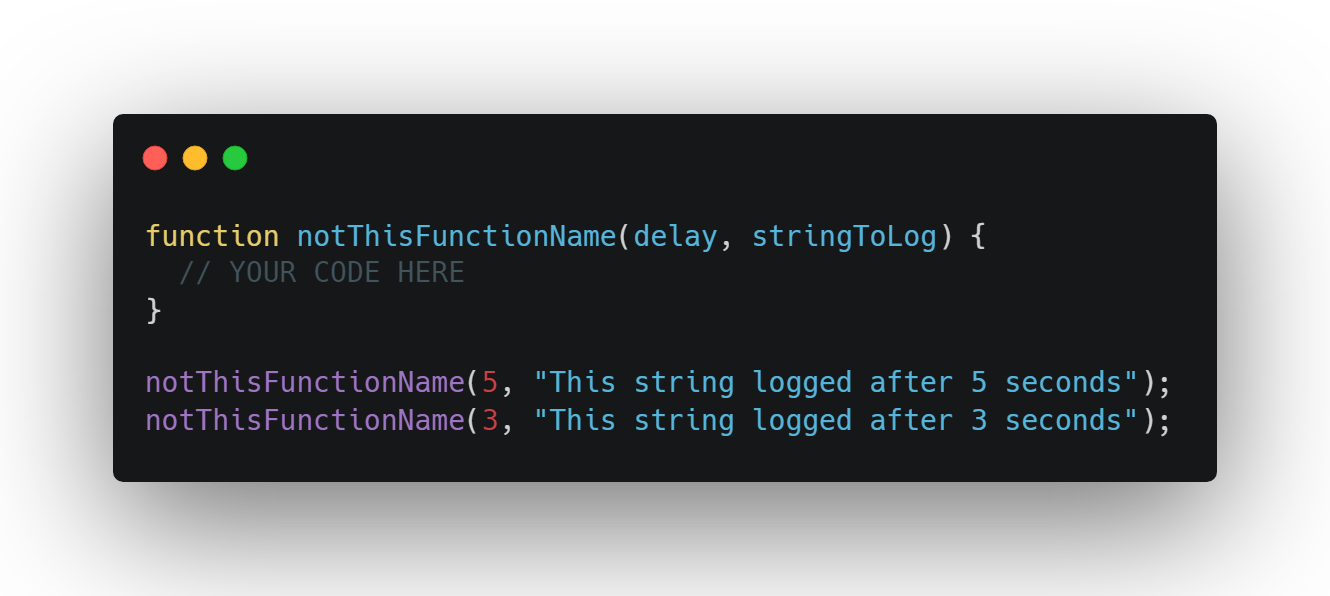 function notThisFunctionName(delay, stringToLog) {
  // YOUR CODE HERE
}
notThisFunctionName(5, "This string logged after 5 seconds");
notThisFunctionName(3, "This string logged after 3 seconds");